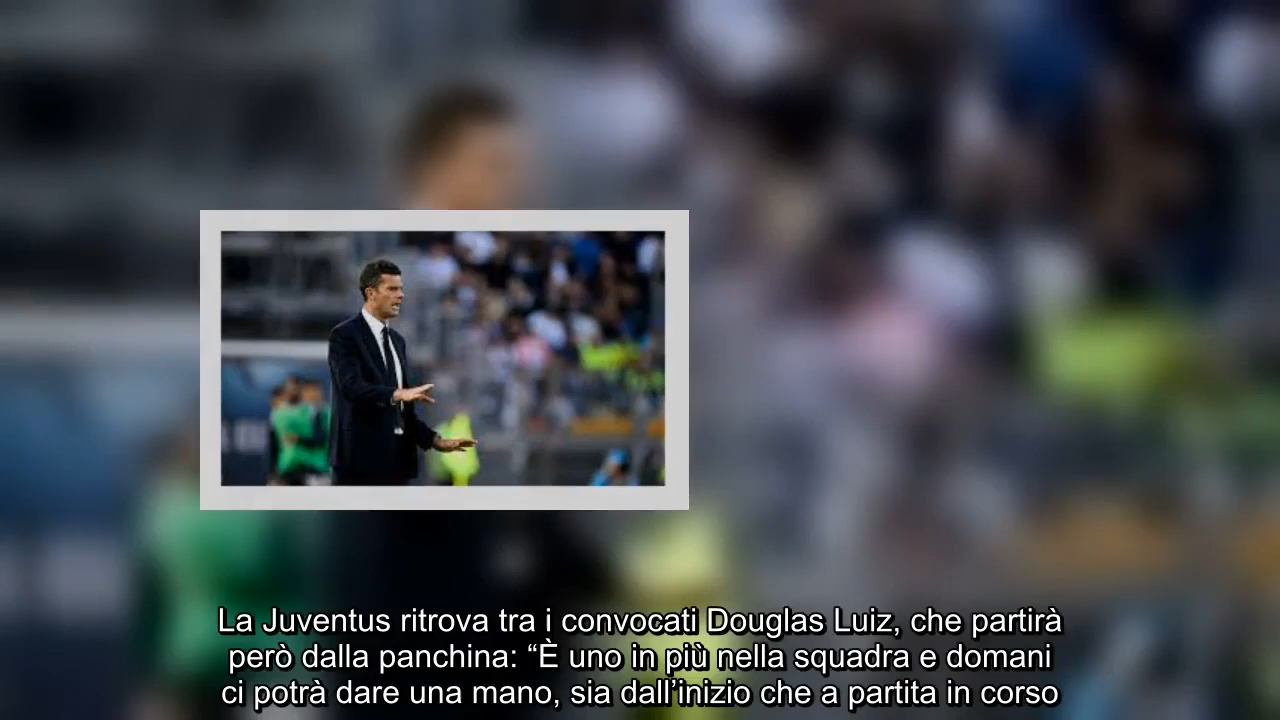 La Juventus ritrova tra i convocati Douglas Luiz, che partirà
però dalla panchina: “È uno in più nella squadra e domani
ci potrà dare una mano, sia dall’inizio che a partita in corso